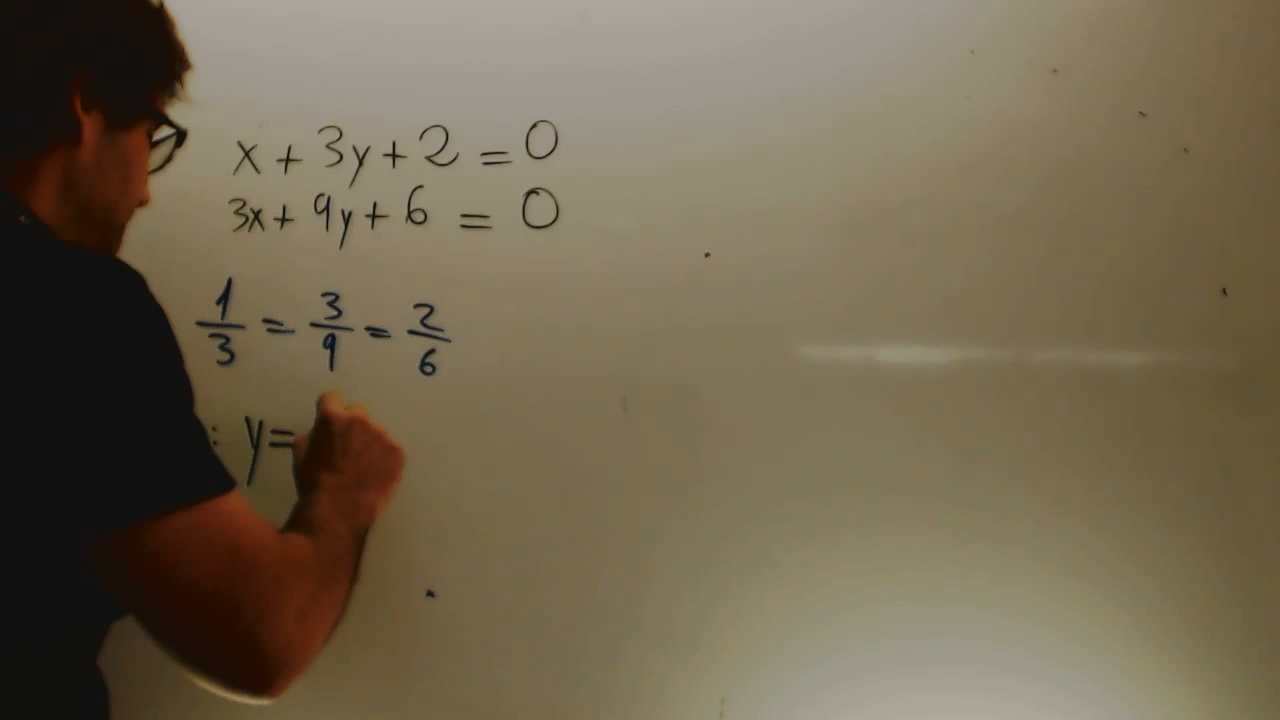 x + 3y + 2 = 0
3x + 9y + 6 = 0
1/3 = 3/9 = 2/6
: y =